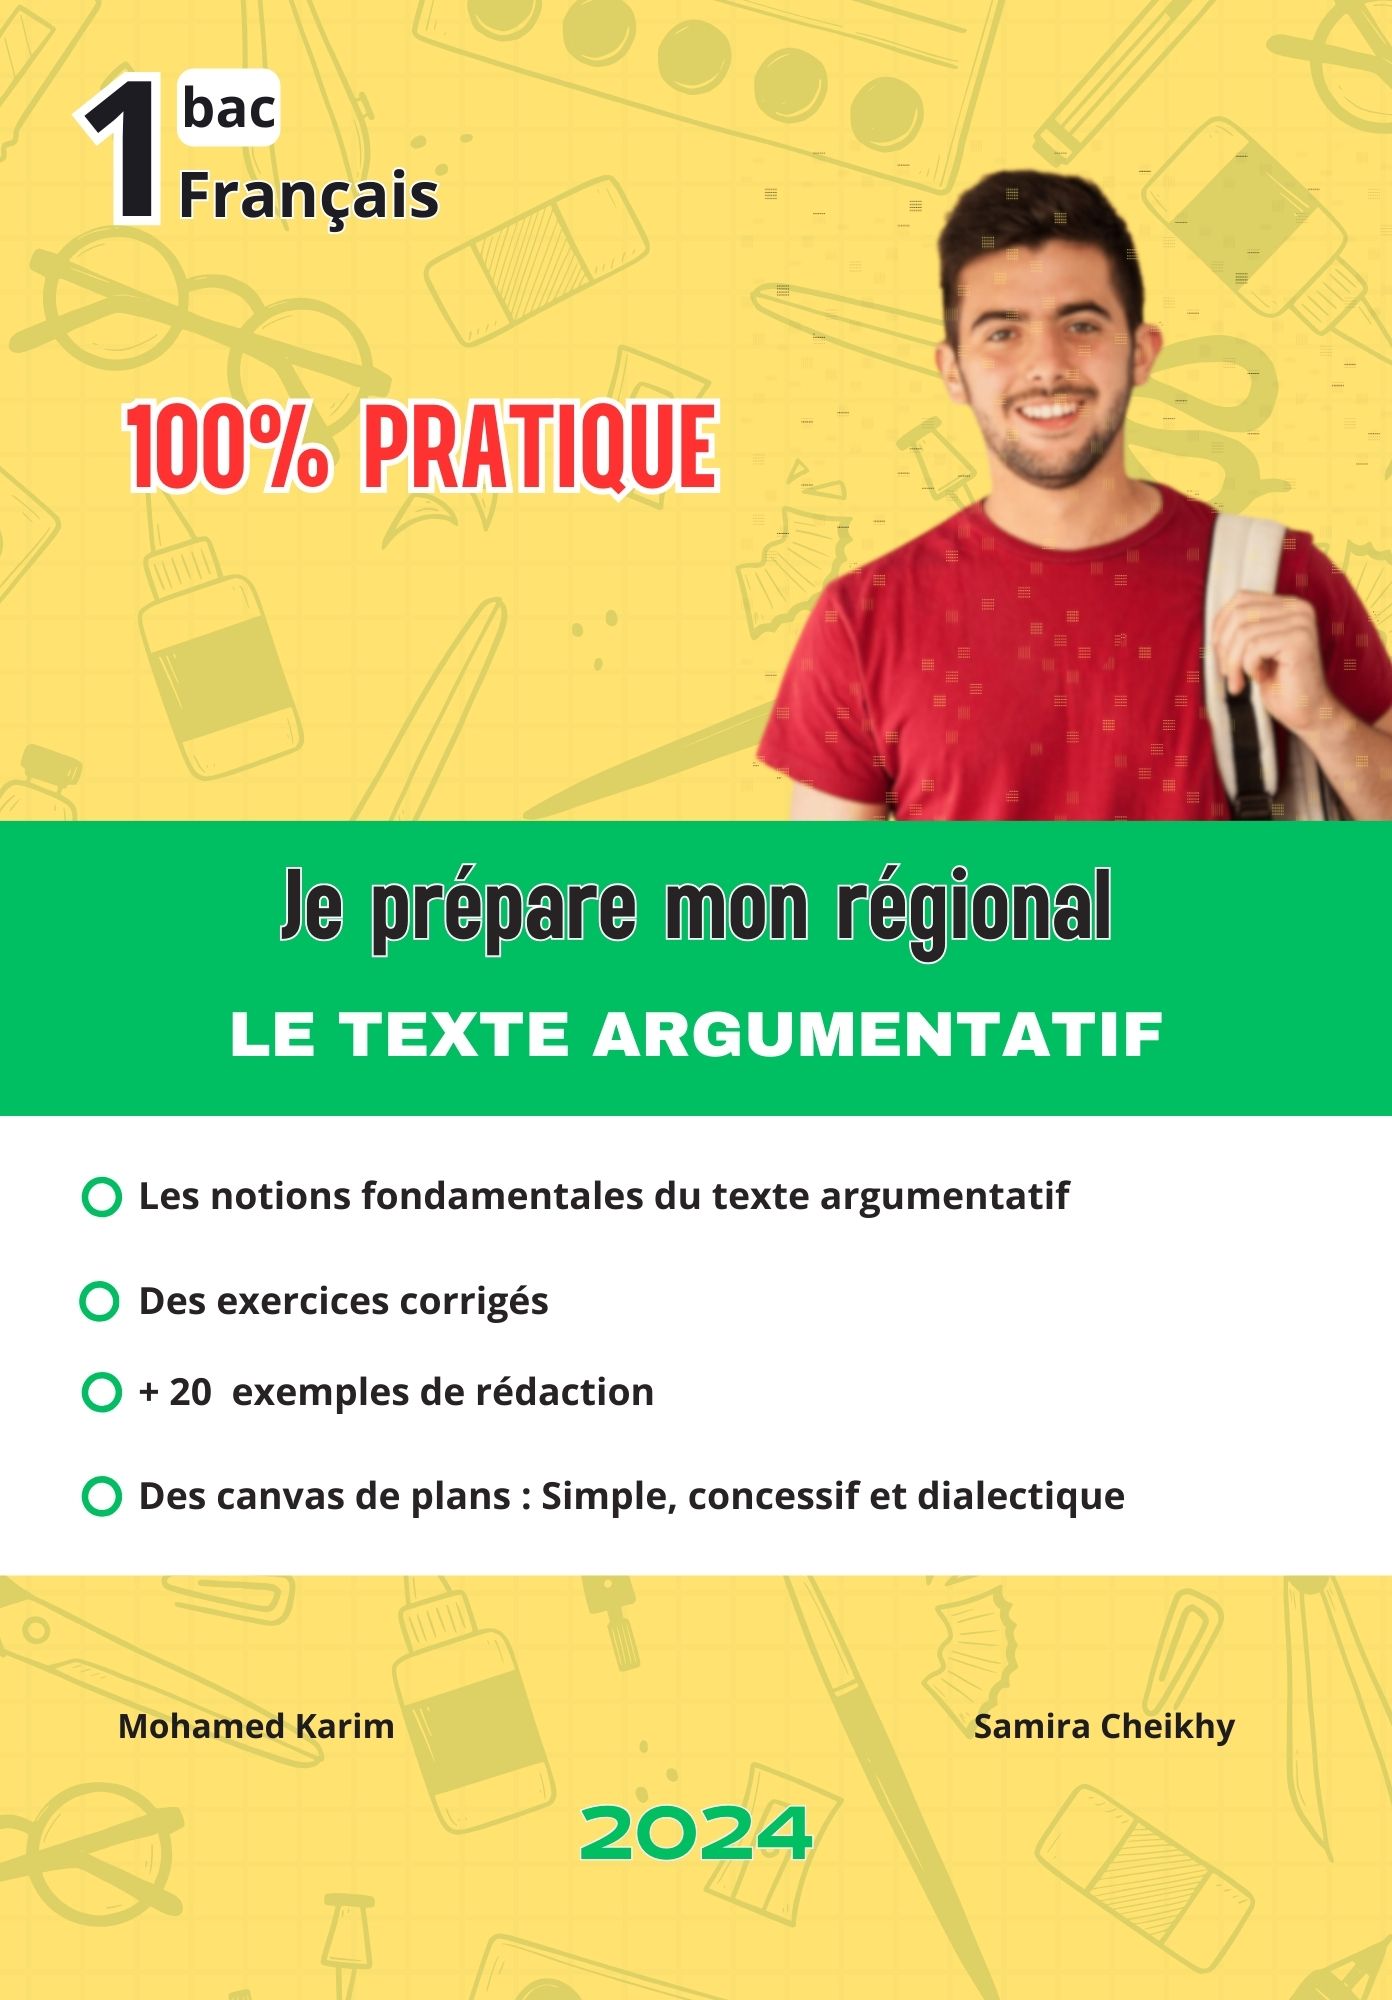 1 bac
Français
100% PRATIQUE
Je prépare mon régional
LE TEXTE ARGUMENTATIF
Les notions fondamentales du texte argumentatif
Des exercices corrigés
+ 20 exemples de rédaction
Des canvas de plans : Simple, concessif et dialectique
Mohamed Karim
Samira Cheikhy
2024